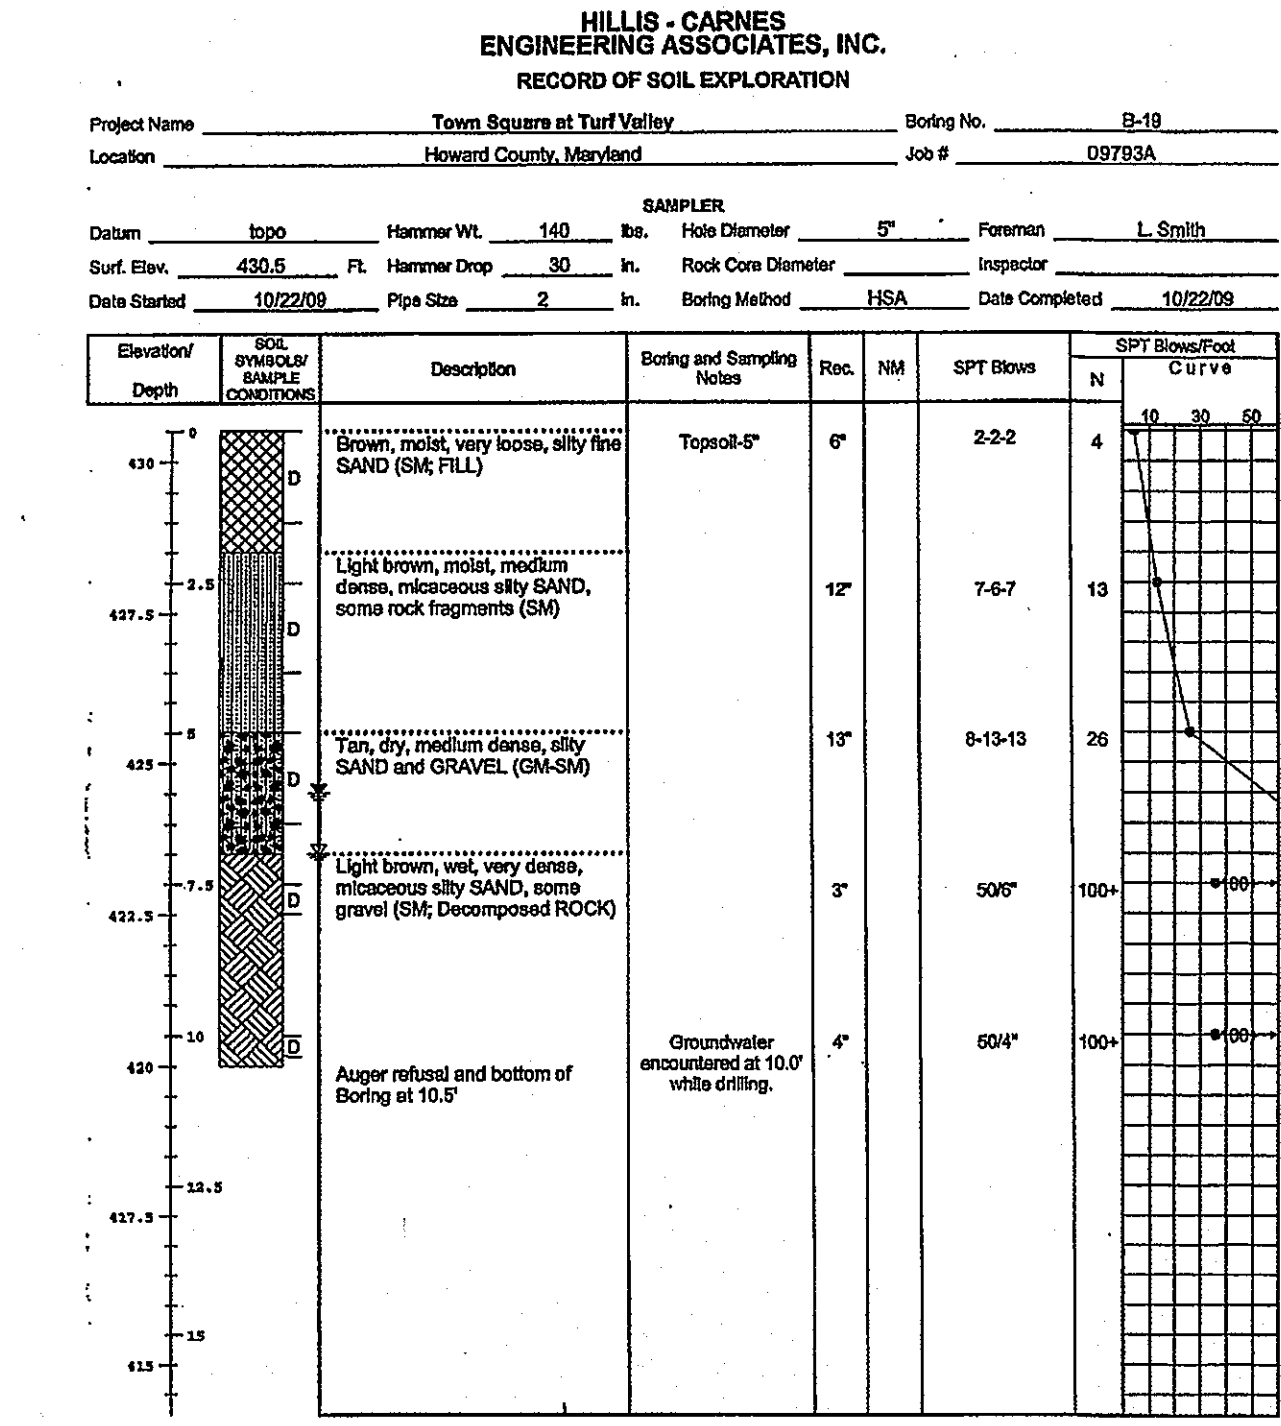 HILLIS - CARNES
ENGINEERING ASSOCIATES, INC.
RECORD OF SOIL EXPLORATION
Project Name Town Square at Turf Valley Boring No. B-19
Location Howard County, Maryland Job # 09793A
SAMPLER
Datum topo Hammer Wt. 140 lbs. Hole Diameter 5" Foreman L. Smith
Surf. Elev. 430.5 Ft. Hammer Drop 30 in. Rock Core Diameter Inspector
Date Started 10/22/09 Pipe Size 2 in. Boring Method HSA Date Completed 10/22/09
Elevation/
Depth
SOIL
SYMBOLS/
SAMPLE
CONDITIONS
Description
Boring and Sampling
Notes
Rec.
NM
SPT Blows
SPT Blows/Foot
N
Curve
10 30 50
0
430
D
Brown, moist, very loose, silty fine
SAND (SM; FILL)
Topsoil-5"
6"
2-2-2
4
2.5
427.5
D
Light brown, moist, medium
dense, micaceous silty SAND,
some rock fragments (SM)
12"
7-6-7
13
5
425
D
Tan, dry, medium dense, silty
SAND and GRAVEL (GM-SM)
13"
8-13-13
26
7.5
422.5
D
Light brown, wet, very dense,
micaceous silty SAND, some
gravel (SM; Decomposed ROCK)
3"
50/6"
100+
100
10
420
D
Groundwater
encountered at 10.0'
while drilling.
4"
50/4"
100+
100
Auger refusal and bottom of
Boring at 10.5'
12.5
417.5
15
415